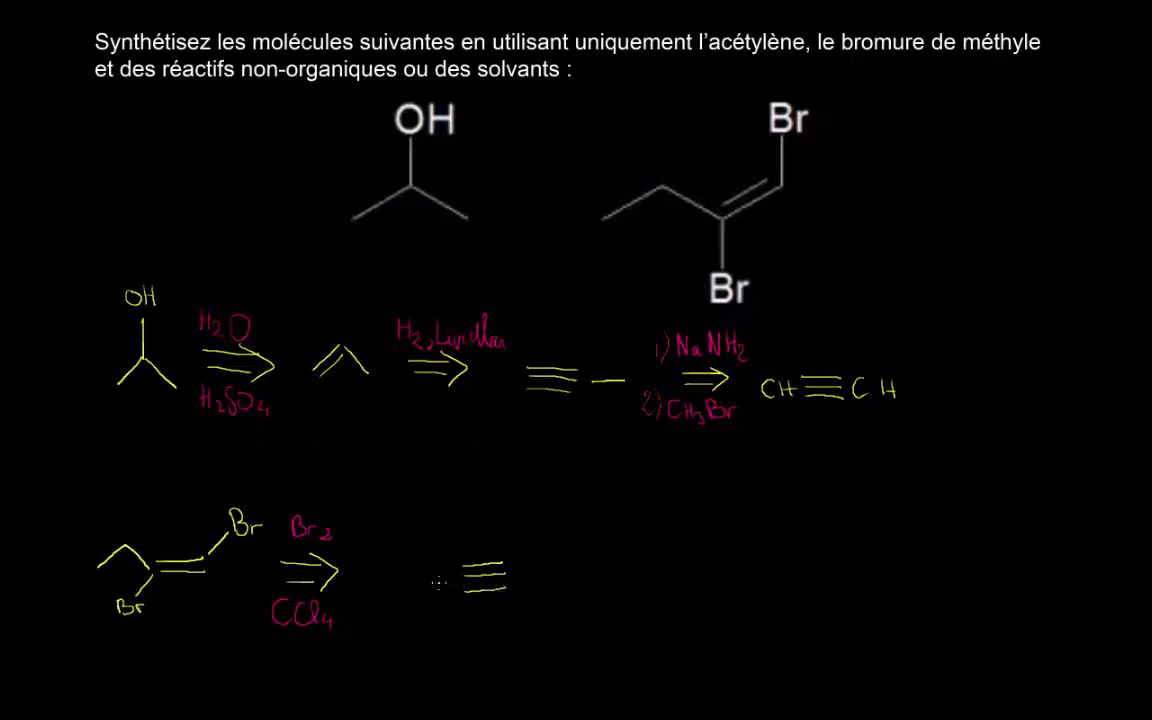 Synthétisez les molécules suivantes en utilisant uniquement l’acétylène, le bromure de méthyle
et des réactifs non-organiques ou des solvants :
OH
Br
Br
OH
H2O
H2SO4
H2, Lindlar
1) NaNH2
2) CH3Br
CH CH
Br
Br
Br2
CCl4